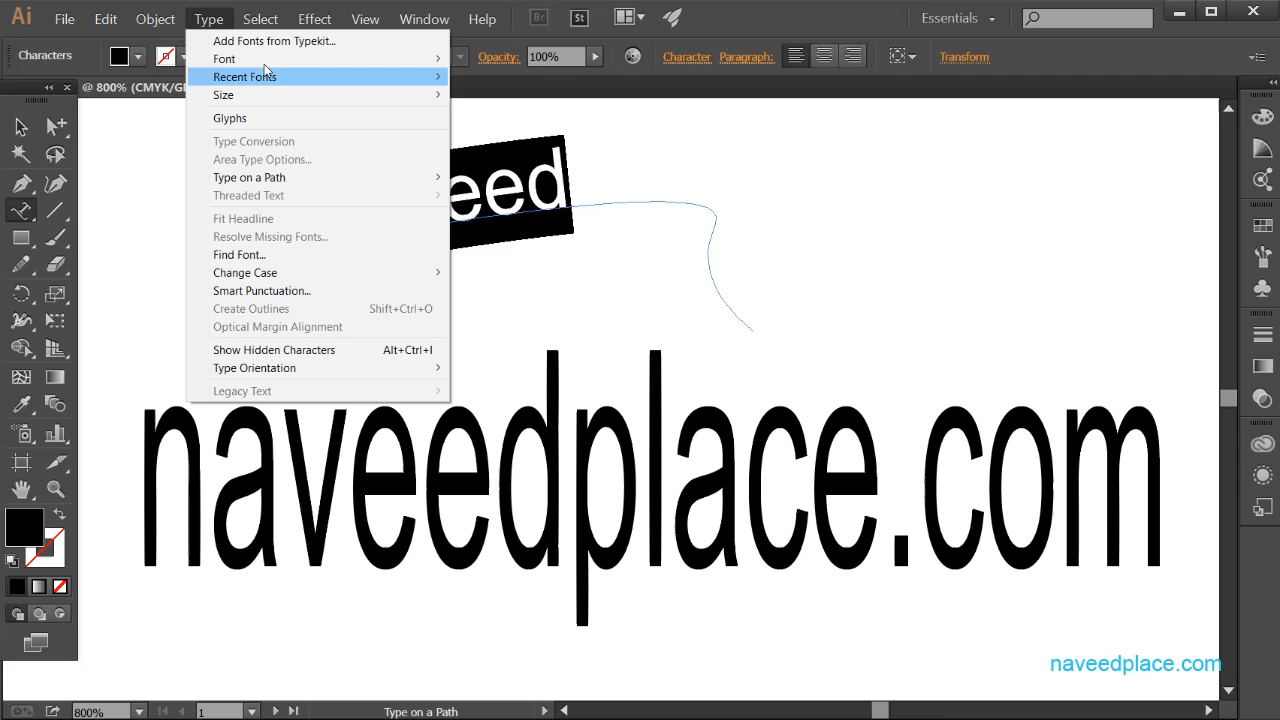 Ai File Edit Object Type Select Effect View Window Help Br St Essentials
Characters Opacity: 100% Character Paragraph: Transform
@ 800% (CMYK/G
Add Fonts from Typekit...
Font
Recent Fonts
Size
Glyphs
Type Conversion
Area Type Options...
Type on a Path
Threaded Text
Fit Headline
Resolve Missing Fonts...
Find Font...
Change Case
Smart Punctuation...
Create Outlines Shift+Ctrl+O
Optical Margin Alignment
Show Hidden Characters Alt+Ctrl+I
Type Orientation
Legacy Text
eed
naveedplace.com
naveedplace.com
800% 1 Type on a Path